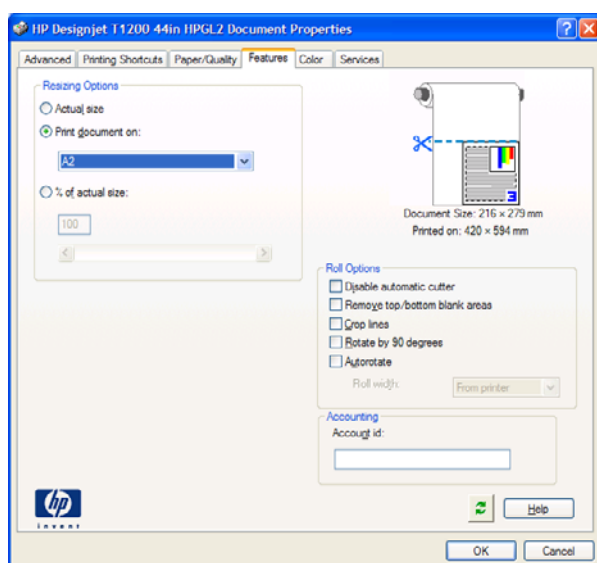 HP Designjet T1200 44in HPGL2 Document Properties
Advanced Printing Shortcuts Paper/Quality Features Color Services
Resizing Options
Actual size
Print document on:
A2
% of actual size:
100
Document Size: 216 × 279 mm
Printed on: 420 × 594 mm
Roll Options
Disable automatic cutter
Remove top/bottom blank areas
Crop lines
Rotate by 90 degrees
Autorotate
Roll width: From printer
Accounting
Account id:
hp
invent
Help
OK Cancel
3